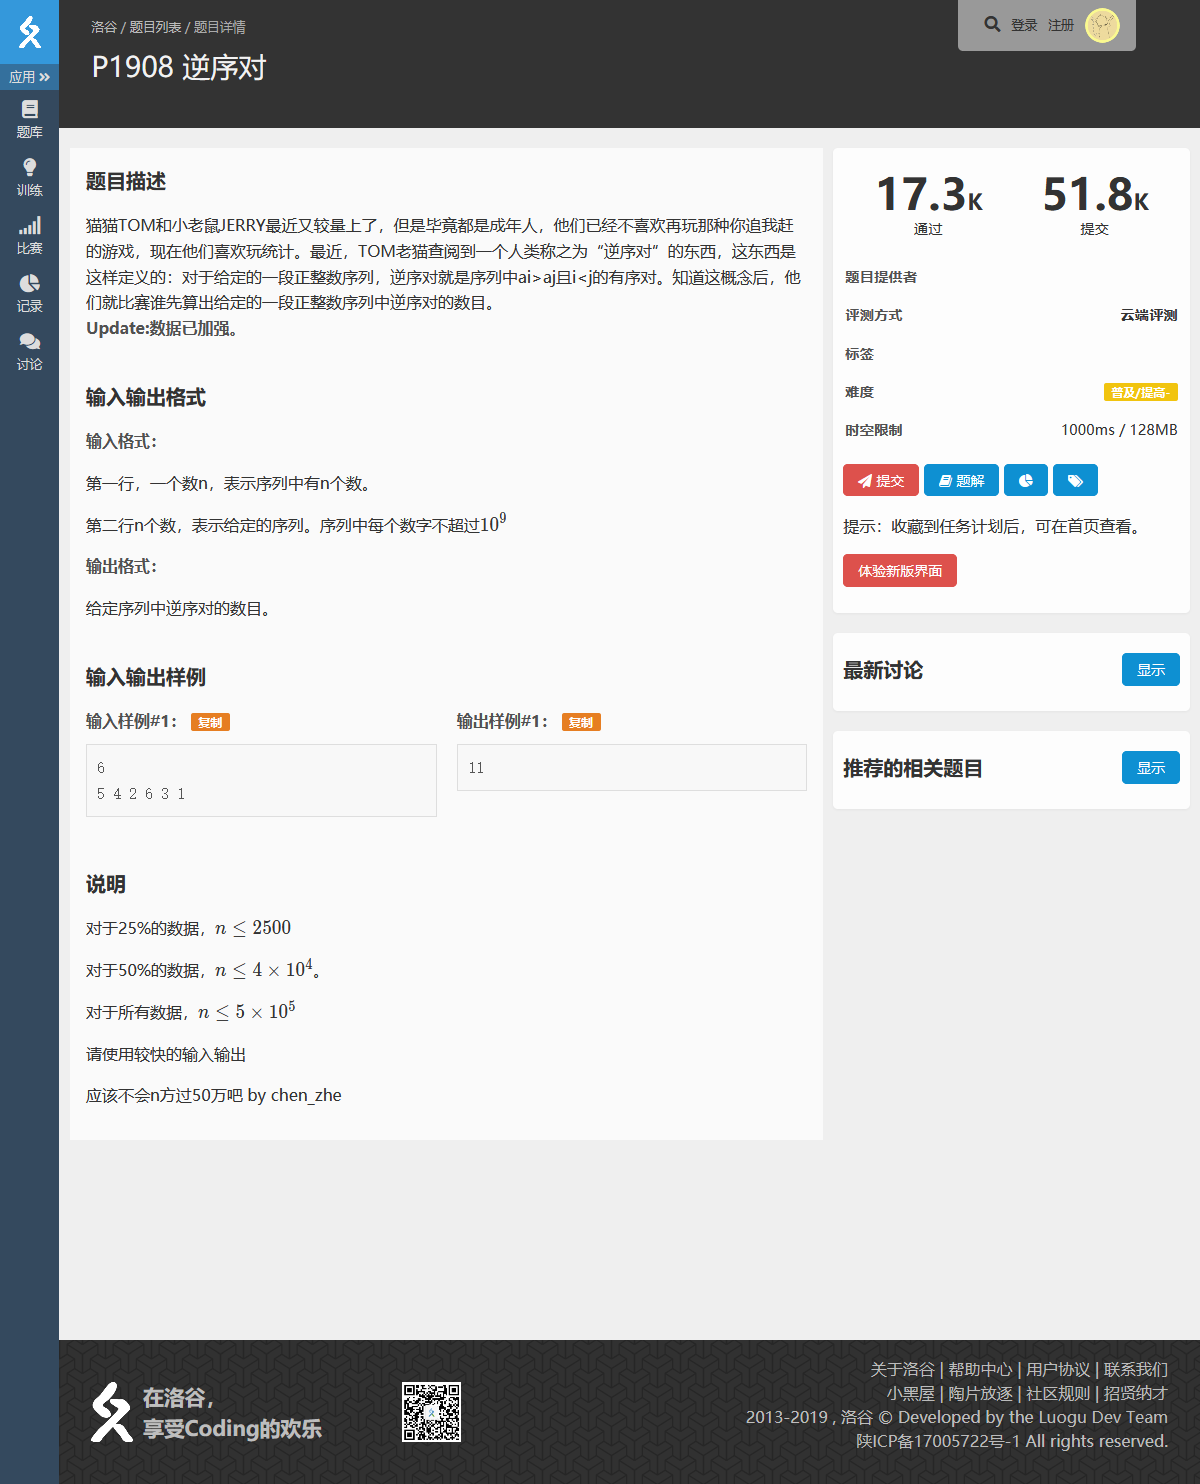 洛谷 / 题目列表 / 题目详情
登录 注册
P1908 逆序对
应用
题库
训练
比赛
记录
讨论
题目描述
猫猫TOM和小老鼠JERRY最近又较量上了，但是毕竟都是成年人，他们已经不喜欢再玩那种你追我赶
的游戏，现在他们喜欢玩统计。最近，TOM老猫查阅到一个人类称之为“逆序对”的东西，这东西是
这样定义的：对于给定的一段正整数序列，逆序对就是序列中ai>aj且i<j的有序对。知道这概念后，他
们就比赛谁先算出给定的一段正整数序列中逆序对的数目。
Update:数据已加强。
输入输出格式
输入格式：
第一行，一个数n，表示序列中有n个数。
第二行n个数，表示给定的序列。序列中每个数字不超过10⁹
输出格式：
给定序列中逆序对的数目。
输入输出样例
输入样例#1： 复制
6
5 4 2 6 3 1
输出样例#1： 复制
11
说明
对于25%的数据，n ≤ 2500
对于50%的数据，n ≤ 4 × 10⁴。
对于所有数据，n ≤ 5 × 10⁵
请使用较快的输入输出
应该不会n方过50万吧 by chen_zhe
17.3K 51.8K
通过 提交
题目提供者
评测方式 云端评测
标签
难度 普及/提高-
时空限制 1000ms / 128MB
提交 题解
提示：收藏到任务计划后，可在首页查看。
体验新版界面
最新讨论 显示
推荐的相关题目 显示
在洛谷，
享受Coding的欢乐
关于洛谷 | 帮助中心 | 用户协议 | 联系我们
小黑屋 | 陶片放逐 | 社区规则 | 招贤纳才
2013-2019 , 洛谷 © Developed by the Luogu Dev Team
陕ICP备17005722号-1 All rights reserved.